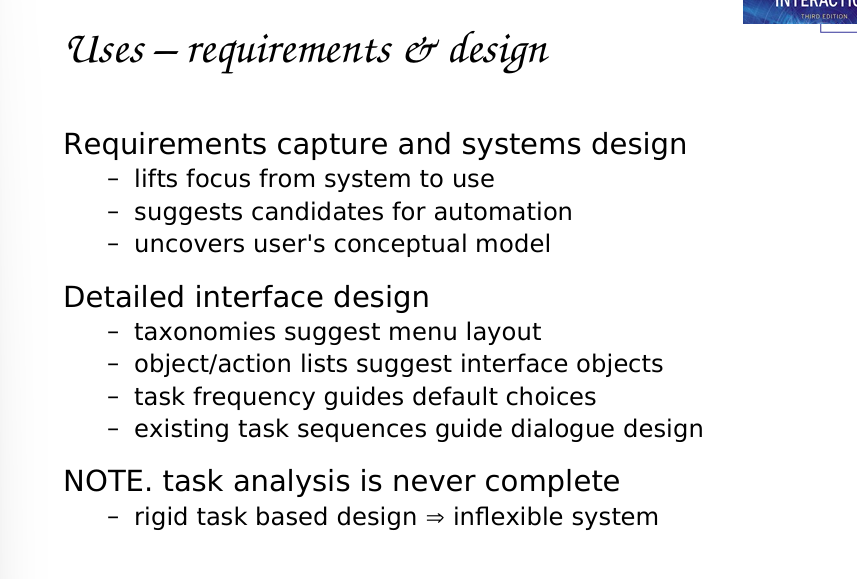 INTERACTIO
THIRD EDITION
Uses – requirements & design
Requirements capture and systems design
– lifts focus from system to use
– suggests candidates for automation
– uncovers user's conceptual model
Detailed interface design
– taxonomies suggest menu layout
– object/action lists suggest interface objects
– task frequency guides default choices
– existing task sequences guide dialogue design
NOTE. task analysis is never complete
– rigid task based design ⇒ inflexible system